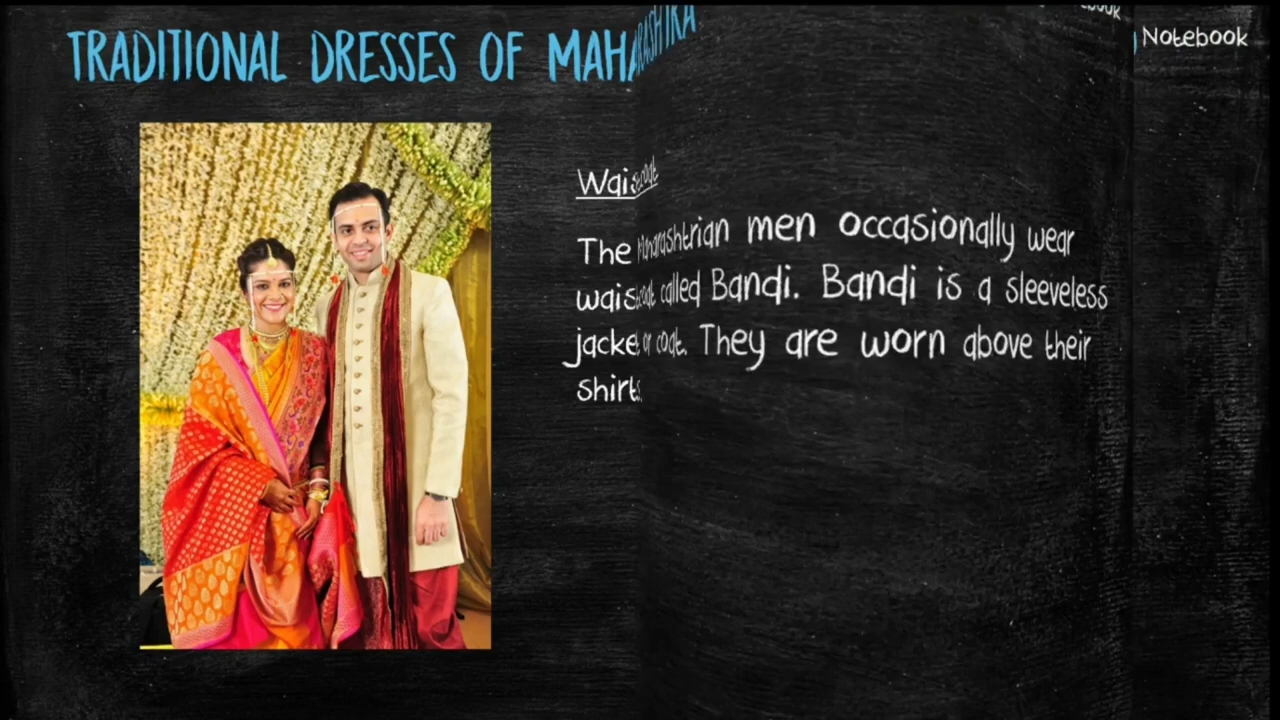 TRADITIONAL DRESSES OF MAHARASHTRA
Notebook
Waistcoat
The Maharashtrian men occasionally wear
waistcoat called Bandi. Bandi is a sleeveless
jacket or coat. They are worn above their
shirts.